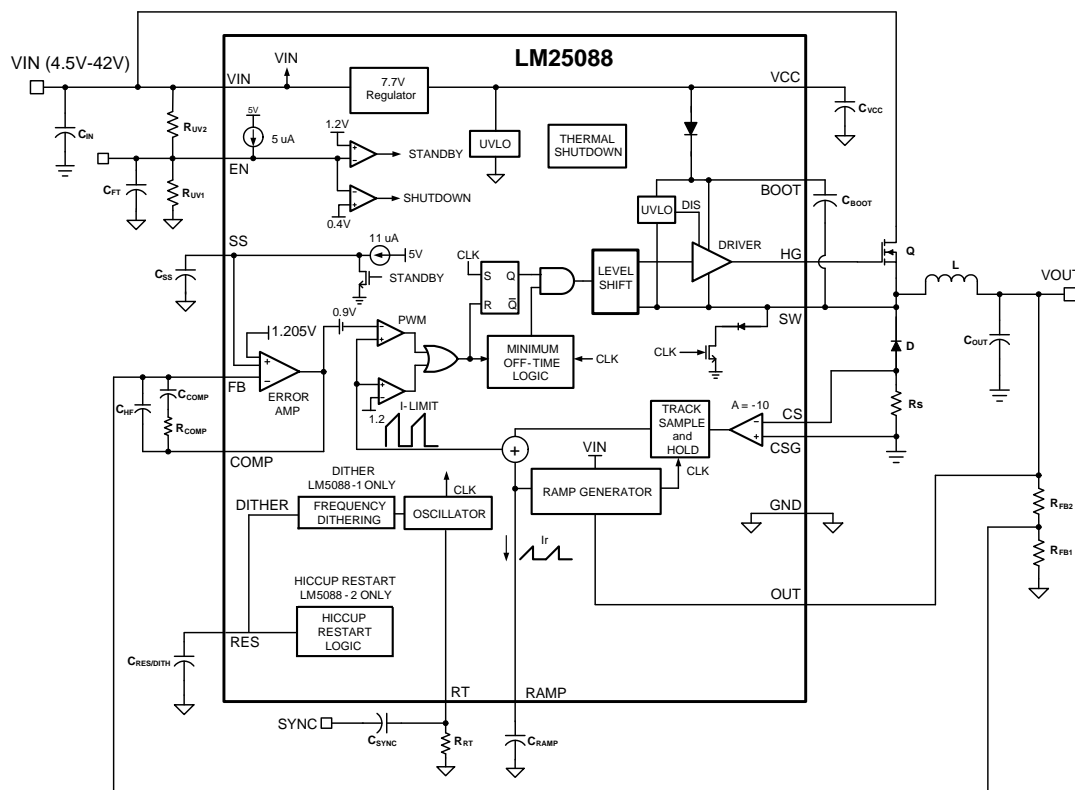 LM25088
VIN (4.5V-42V)
VIN
VIN
7.7V
Regulator
VCC
CVCC
CIN
RUV2
5V
5 uA
1.2V
STANDBY
UVLO
THERMAL
SHUTDOWN
EN
CFT
RUV1
SHUTDOWN
0.4V
BOOT
UVLO
DIS
CBOOT
SS
11 uA
5V
STANDBY
CSS
CLK
S
Q
R
Q
LEVEL
SHIFT
DRIVER
HG
Q
L
VOUT
SW
0.9V
PWM
1.205V
MINIMUM
OFF-TIME
LOGIC
CLK
CLK
D
COUT
FB
ERROR
AMP
CHF
CCOMP
RCOMP
1.2
I-LIMIT
COMP
TRACK
SAMPLE
and
HOLD
A = -10
CS
CSG
RS
CLK
VIN
RAMP GENERATOR
DITHER
LM5088-1 ONLY
DITHER
FREQUENCY
DITHERING
CLK
OSCILLATOR
GND
RFB2
RFB1
Ir
HICCUP RESTART
LM5088-2 ONLY
HICCUP
RESTART
LOGIC
OUT
RES
CRES/DITH
RT
RAMP
SYNC
CSYNC
RRT
CRAMP